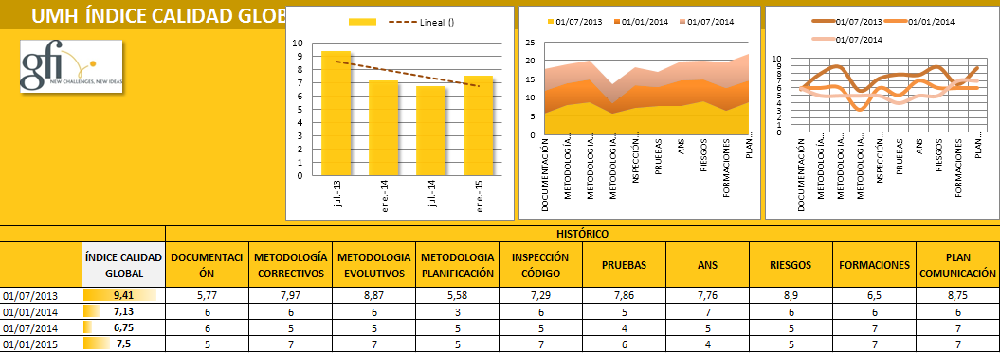 UMH ÍNDICE CALIDAD GLOB
gfi
NEW CHALLENGES, NEW IDEAS
Lineal ()
10
9
8
7
6
5
4
3
2
1
0
jul.-13
ene.-14
jul.-14
ene.-15
01/07/2013 01/01/2014 01/07/2014
25
20
15
10
5
0
DOCUMENTACIÓN
METODOLOGÍA...
METODOLOGIA...
METODOLOGIA...
INSPECCIÓN...
PRUEBAS
ANS
RIESGOS
FORMACIONES
PLAN...
01/07/2013 01/01/2014
01/07/2014
10
9
8
7
6
5
4
3
2
1
0
DOCUMENTACIÓN
METODOLOGÍA...
METODOLOGIA...
METODOLOGIA...
INSPECCIÓN...
PRUEBAS
ANS
RIESGOS
FORMACIONES
PLAN...
HISTÓRICO
ÍNDICE CALIDAD GLOBAL DOCUMENTACI ÓN METODOLOGÍA CORRECTIVOS METODOLOGIA EVOLUTIVOS METODOLOGIA PLANIFICACIÓN INSPECCIÓN CÓDIGO PRUEBAS ANS RIESGOS FORMACIONES PLAN COMUNICACIÓN
01/07/2013 9,41 5,77 7,97 8,87 5,58 7,29 7,86 7,76 8,9 6,5 8,75
01/01/2014 7,13 6 6 6 3 6 5 7 6 6 6
01/07/2014 6,75 6 5 5 5 5 4 5 5 7 7
01/01/2015 7,5 5 7 7 5 7 6 4 5 7 7